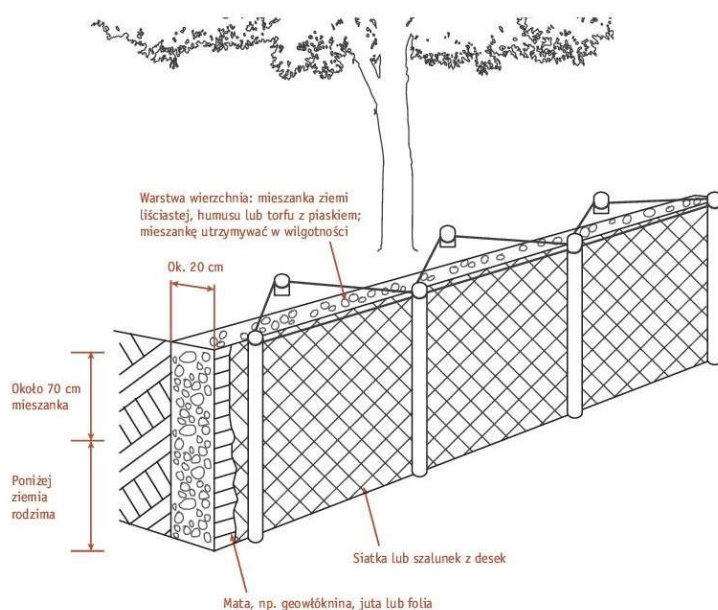 Warstwa wierzchnia: mieszanka ziemi
liściastej, humusu lub torfu z piaskiem;
mieszankę utrzymywać w wilgotności
Ok. 20 cm
Około 70 cm
mieszanka
Poniżej
ziemia
rodzima
Siatka lub szalunek z desek
Mata, np. geowłóknina, juta lub folia